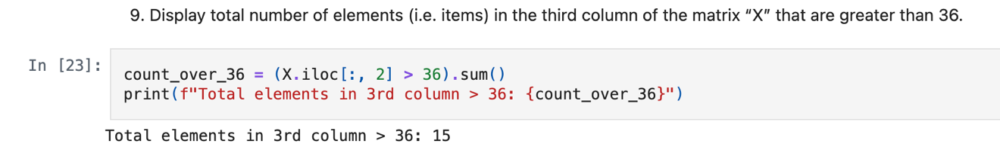 9. Display total number of elements (i.e. items) in the third column of the matrix “X” that are greater than 36.
In [23]:
count_over_36 = (X.iloc[:, 2] > 36).sum()
print(f"Total elements in 3rd column > 36: {count_over_36}")
Total elements in 3rd column > 36: 15